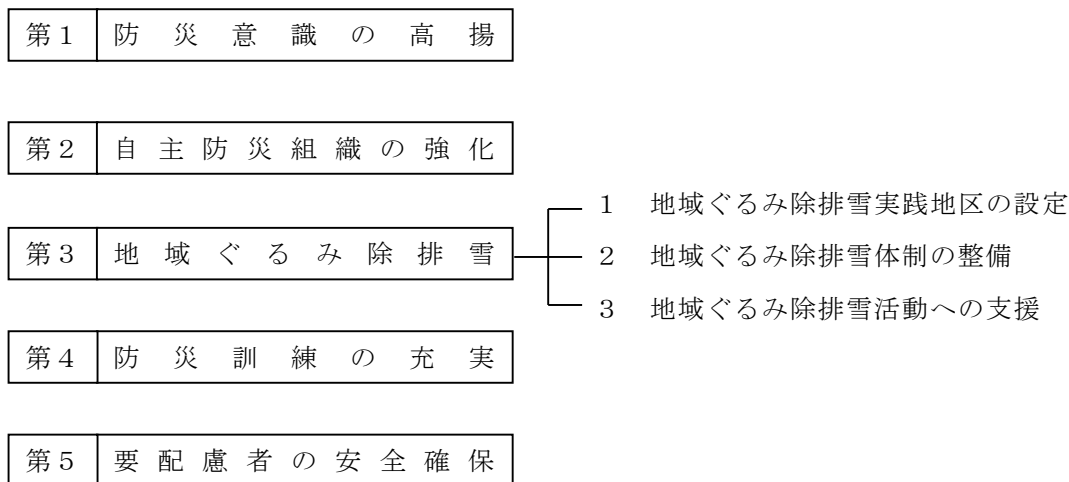 第１ 防災意識の高揚
第２ 自主防災組織の強化
第３ 地域ぐるみ除排雪
１ 地域ぐるみ除排雪実践地区の設定
２ 地域ぐるみ除排雪体制の整備
３ 地域ぐるみ除排雪活動への支援
第４ 防災訓練の充実
第５ 要配慮者の安全確保